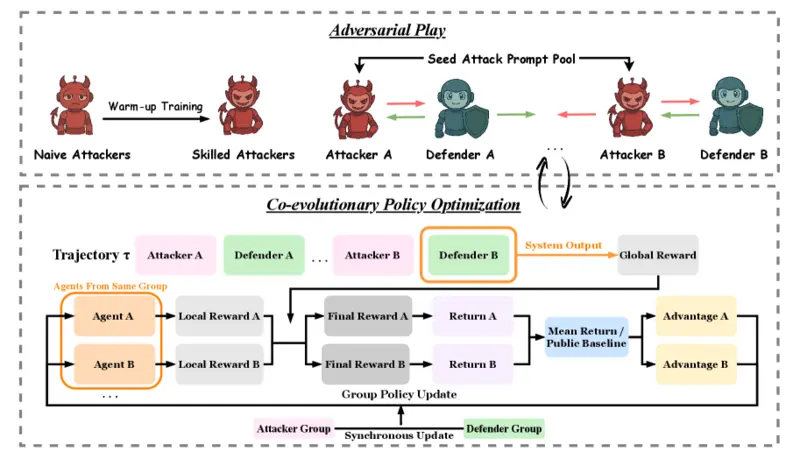 Adversarial Play
Seed Attack Prompt Pool
Warm-up Training
Naive Attackers
Skilled Attackers
Attacker A
Defender A
...
Attacker B
Defender B
Co-evolutionary Policy Optimization
Trajectory τ
Attacker A
Defender A
...
Attacker B
Defender B
System Output
Global Reward
Agents From Same Group
Agent A
Local Reward A
Final Reward A
Return A
Mean Return /
Public Baseline
Advantage A
Agent B
Local Reward B
Final Reward B
Return B
Advantage B
...
Group Policy Update
Attacker Group
Synchronous Update
Defender Group